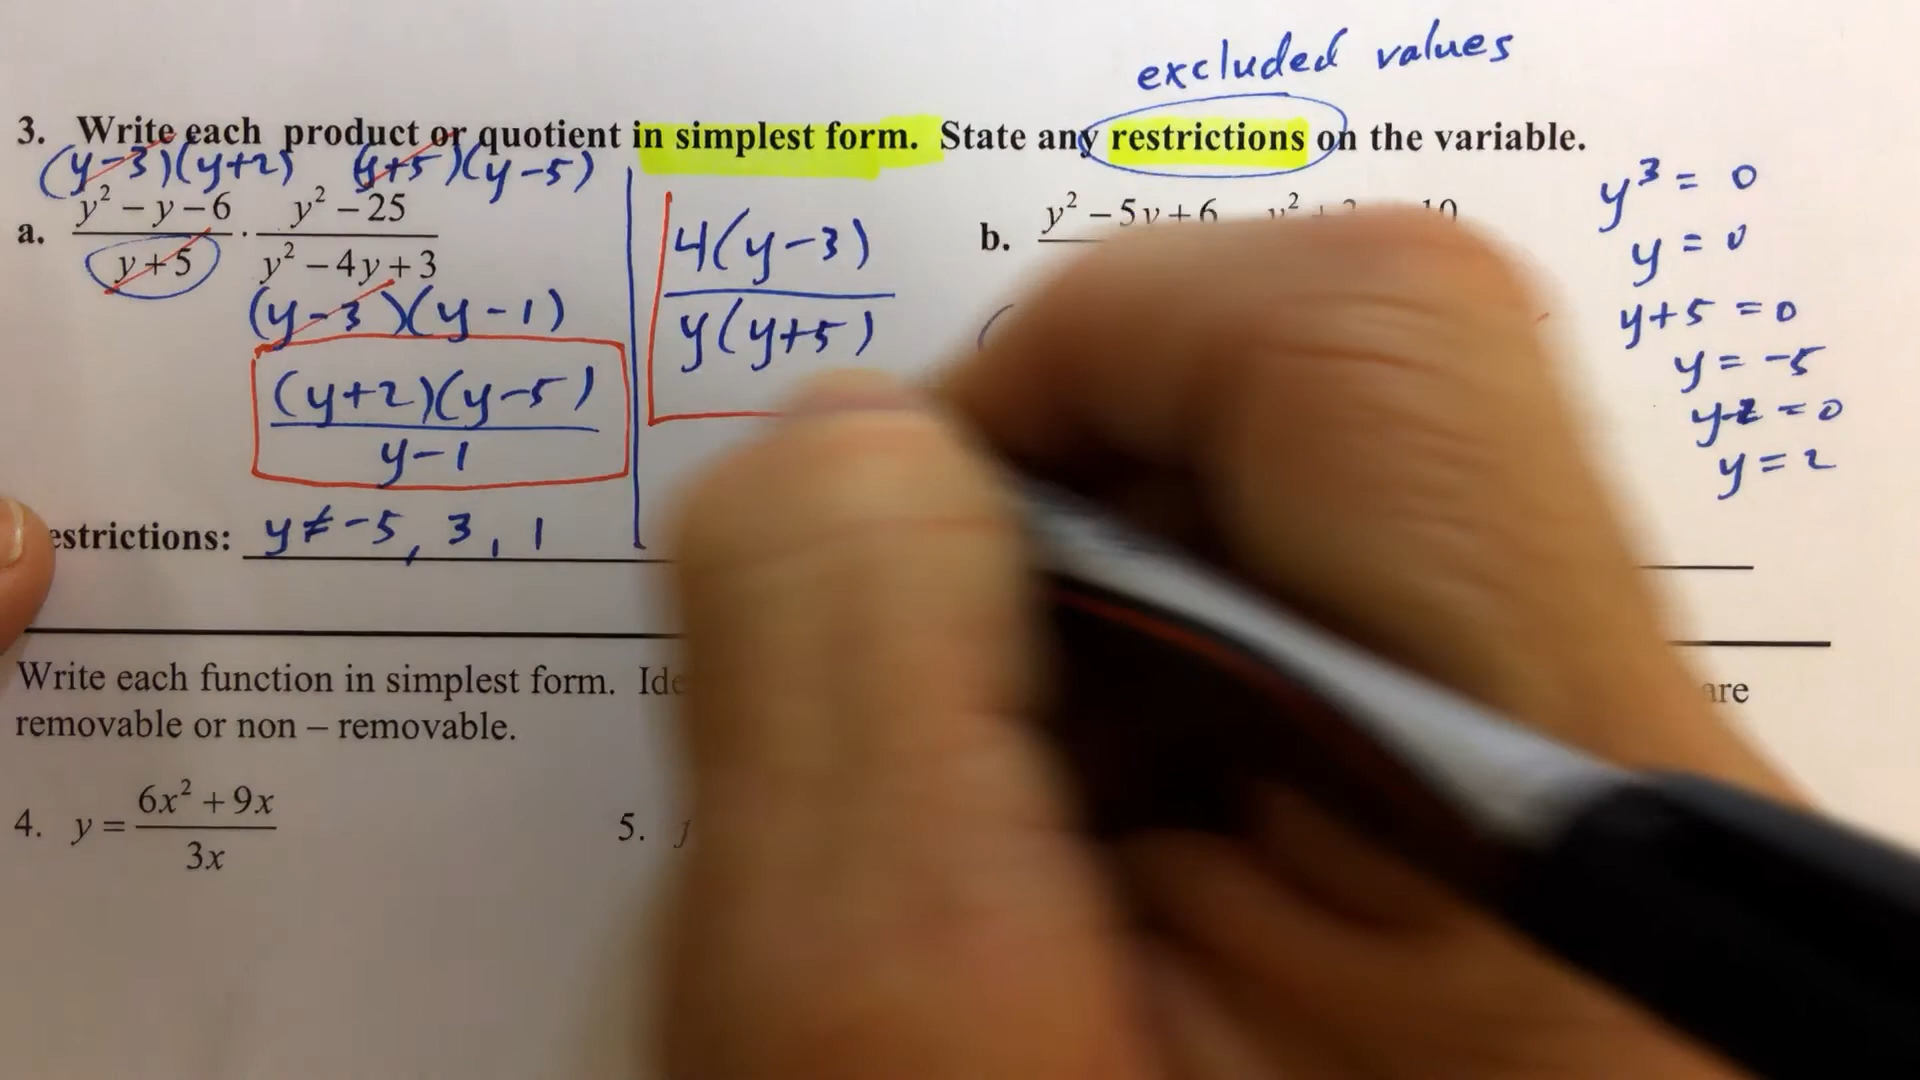 excluded values
3. Write each product or quotient in simplest form. State any restrictions on the variable.
(y-3)(y+2) (y+5)(y-5)
a. y² – y – 6 / y + 5 · y² – 25 / y² – 4y + 3
(y-3)(y-1)
(y+2)(y-5) / y-1
estrictions: y ≠ -5, 3, 1
4(y-3) / y(y+5)
b. y² – 5y + 6
y³ = 0
y = 0
y+5 = 0
y = -5
y-2 = 0
y = 2
Write each function in simplest form. are
removable or non – removable.
4. y = 6x² + 9x / 3x
5.